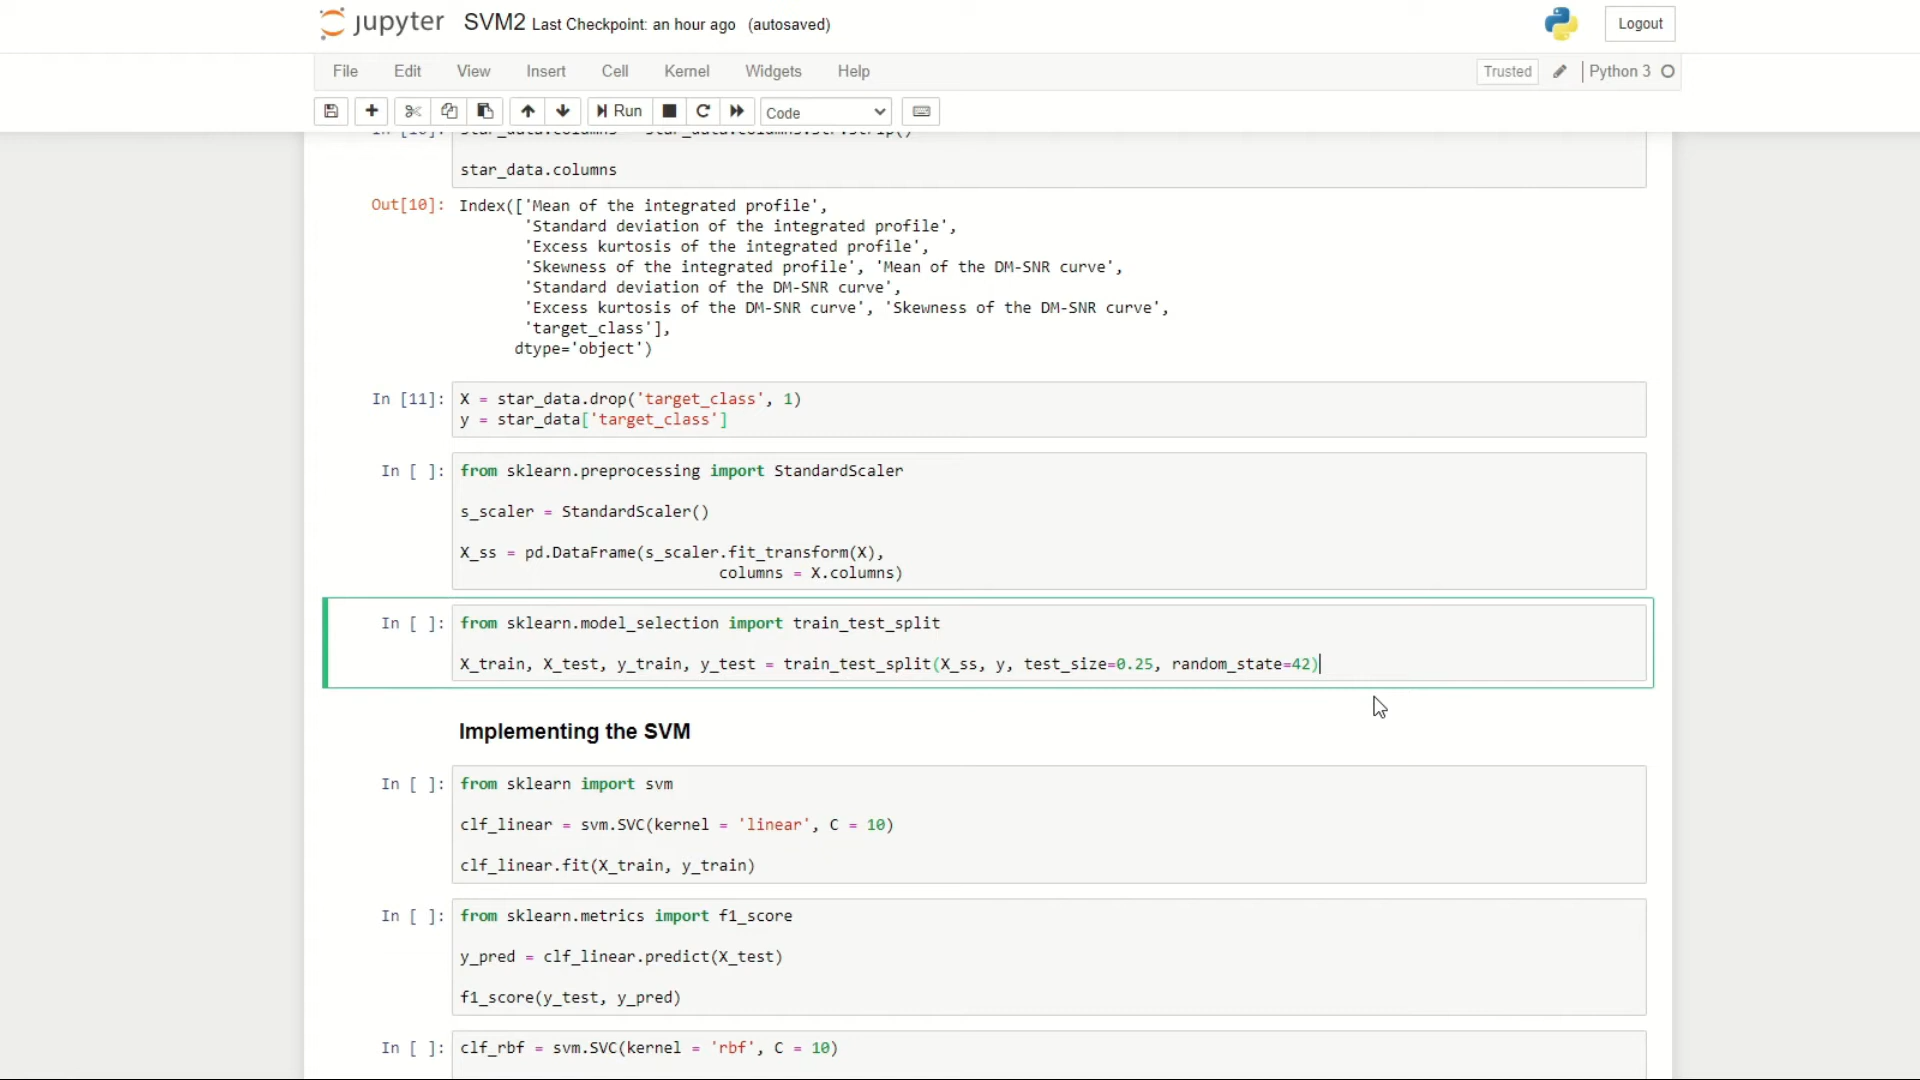 jupyter SVM2 Last Checkpoint: an hour ago (autosaved)
Logout
File Edit View Insert Cell Kernel Widgets Help
Trusted Python 3
Run Code
In [10]: star_data.columns = star_data.columns.str.strip()
star_data.columns
Out[10]: Index(['Mean of the integrated profile',
'Standard deviation of the integrated profile',
'Excess kurtosis of the integrated profile',
'Skewness of the integrated profile', 'Mean of the DM-SNR curve',
'Standard deviation of the DM-SNR curve',
'Excess kurtosis of the DM-SNR curve', 'Skewness of the DM-SNR curve',
'target_class'],
dtype='object')
In [11]: X = star_data.drop('target_class', 1)
y = star_data['target_class']
In [ ]: from sklearn.preprocessing import StandardScaler
s_scaler = StandardScaler()
X_ss = pd.DataFrame(s_scaler.fit_transform(X),
columns = X.columns)
In [ ]: from sklearn.model_selection import train_test_split
X_train, X_test, y_train, y_test = train_test_split(X_ss, y, test_size=0.25, random_state=42)
Implementing the SVM
In [ ]: from sklearn import svm
clf_linear = svm.SVC(kernel = 'linear', C = 10)
clf_linear.fit(X_train, y_train)
In [ ]: from sklearn.metrics import f1_score
y_pred = clf_linear.predict(X_test)
f1_score(y_test, y_pred)
In [ ]: clf_rbf = svm.SVC(kernel = 'rbf', C = 10)